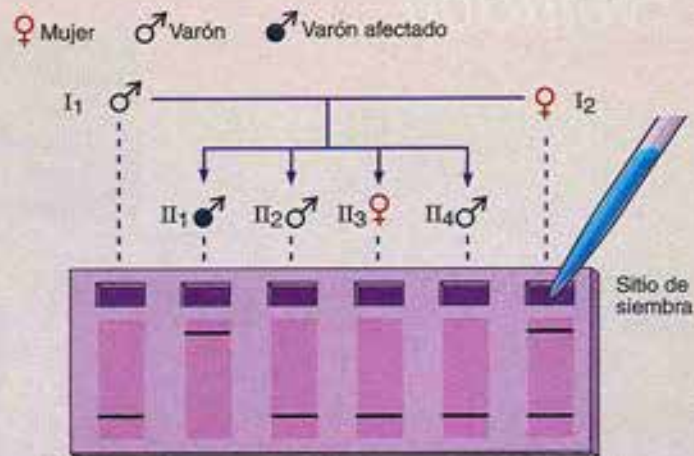 ♀ Mujer ♂ Varón ♂ Varón afectado
I1 ♂ ♀ I2
II1 ♂ II2 ♂ II3 ♀ II4 ♂
Sitio de
siembra